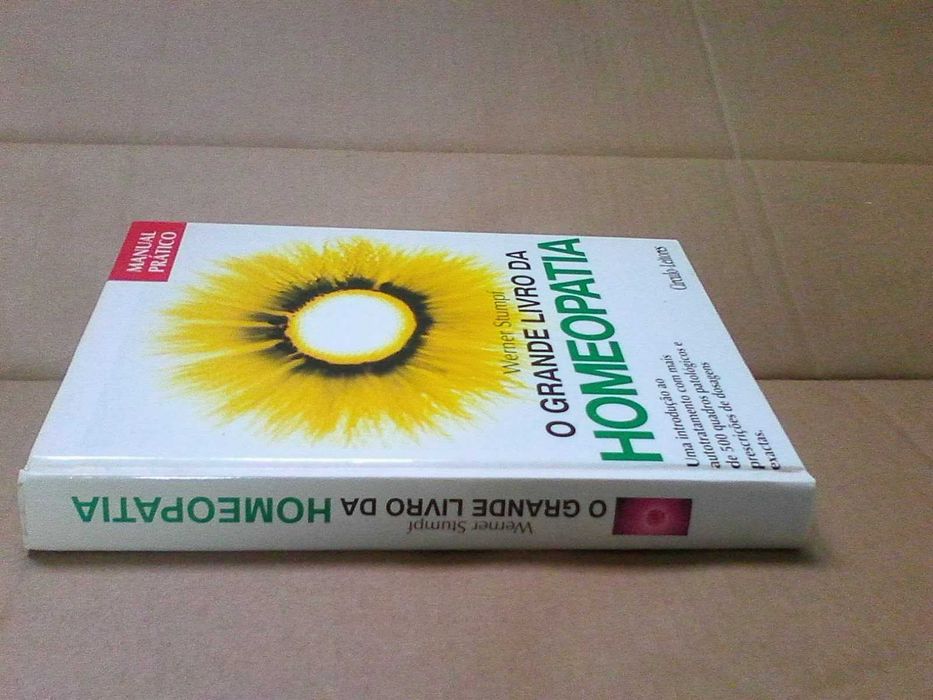 MANUAL
PRÁTICO
Werner Stumpf
O GRANDE LIVRO DA
HOMEOPATIA
Uma introdução ao
autotratamento com mais
de 500 quadros patológicos e
prescrições de dosagens
exactas.
Círculo Leitores
Werner Stumpf
O GRANDE LIVRO DA HOMEOPATIA